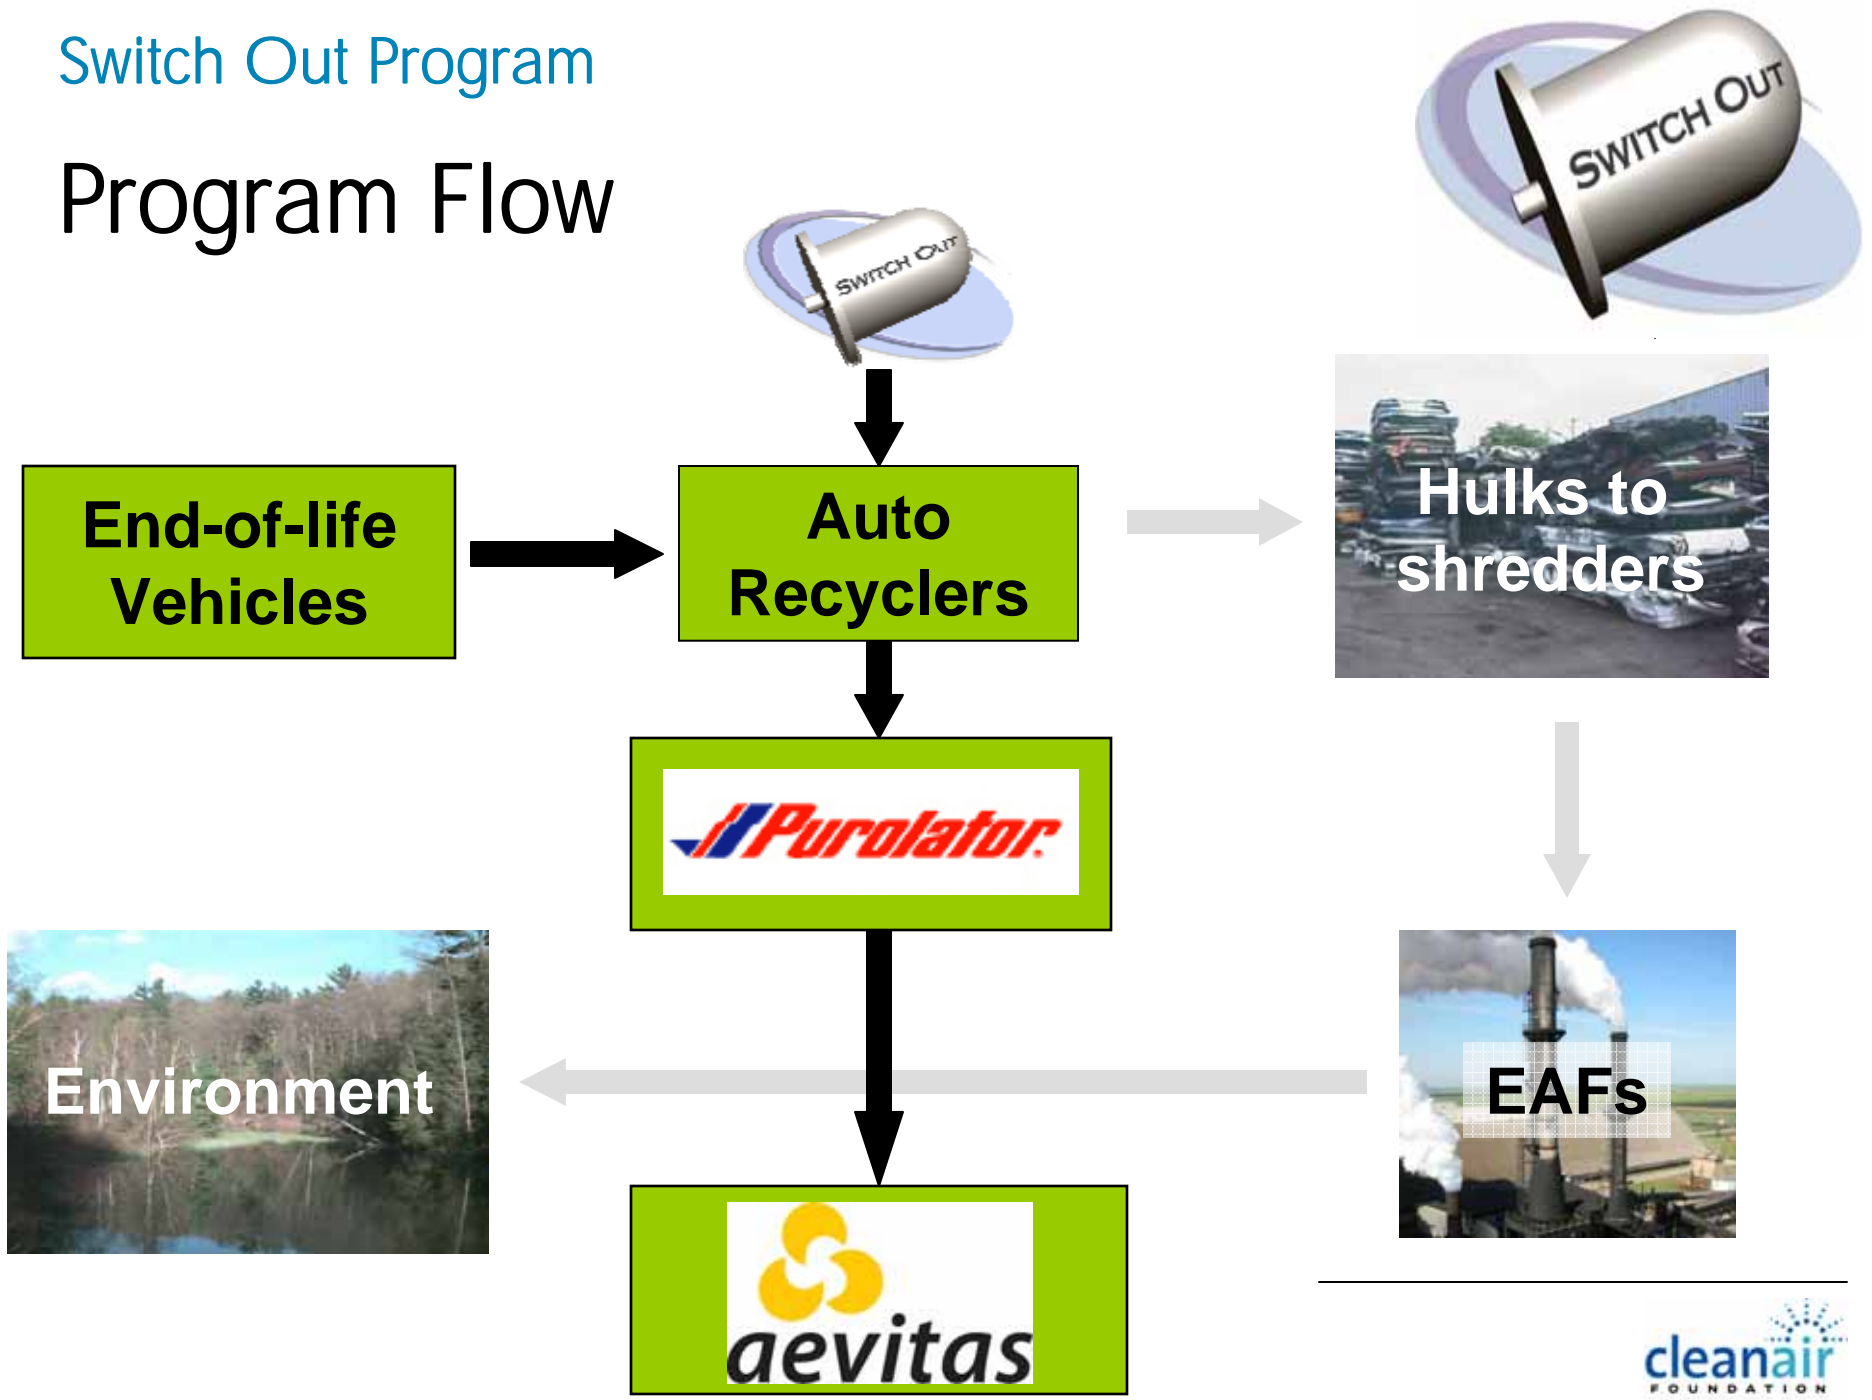 Switch Out Program
Program Flow
SWITCH OUT
SWITCH OUT
End-of-life
Vehicles
Auto
Recyclers
Hulks to
shredders
Purolator
Environment
EAFs
aevitas
cleanair
FOUNDATION